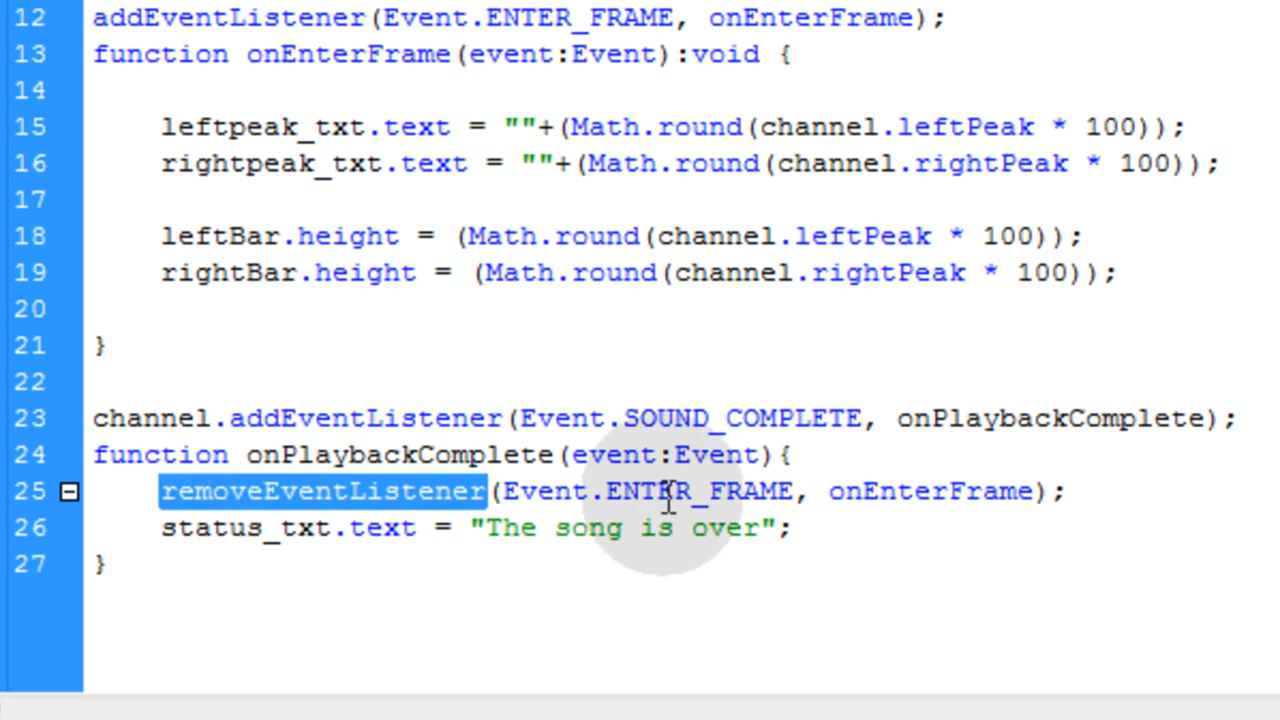 12 addEventListener(Event.ENTER_FRAME, onEnterFrame);
13 function onEnterFrame(event:Event):void {
14
15 leftpeak_txt.text = ""+(Math.round(channel.leftPeak * 100));
16 rightpeak_txt.text = ""+(Math.round(channel.rightPeak * 100));
17
18 leftBar.height = (Math.round(channel.leftPeak * 100));
19 rightBar.height = (Math.round(channel.rightPeak * 100));
20
21 }
22
23 channel.addEventListener(Event.SOUND_COMPLETE, onPlaybackComplete);
24 function onPlaybackComplete(event:Event){
25 removeEventListener(Event.ENTER_FRAME, onEnterFrame);
26 status_txt.text = "The song is over";
27 }